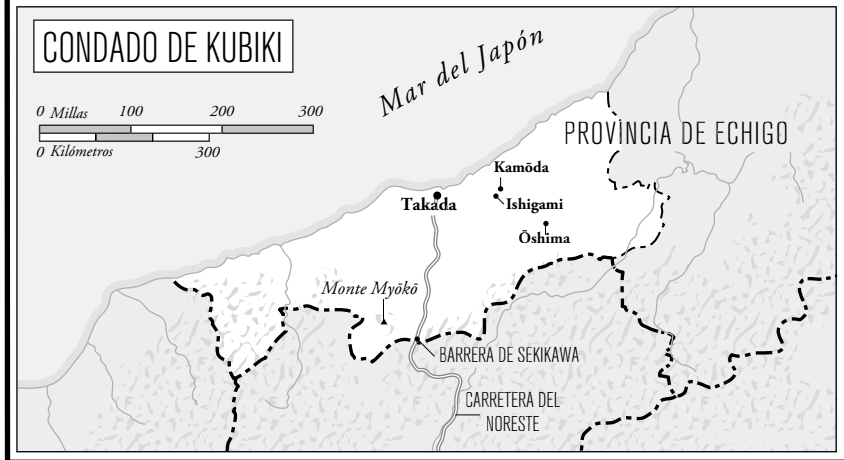 CONDADO DE KUBIKI
Mar del Japón
0 Millas 100 200 300
0 Kilómetros 300
PROVINCIA DE ECHIGO
Kamōda
Takada
Ishigami
Ōshima
Monte Myōkō
BARRERA DE SEKIKAWA
CARRETERA DEL
NORESTE